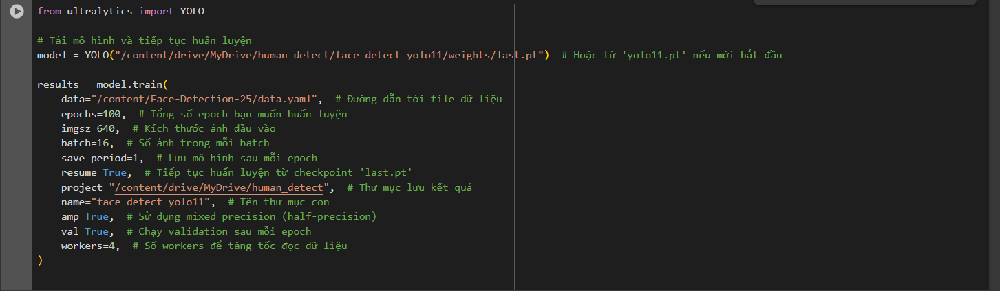 from ultralytics import YOLO
# Tải mô hình và tiếp tục huấn luyện
model = YOLO("/content/drive/MyDrive/human_detect/face_detect_yolo11/weights/last.pt")  # Hoặc từ 'yolo11.pt' nếu mới bắt đầu
results = model.train(
    data="/content/Face-Detection-25/data.yaml",  # Đường dẫn tới file dữ liệu
    epochs=100,  # Tổng số epoch bạn muốn huấn luyện
    imgsz=640,  # Kích thước ảnh đầu vào
    batch=16,  # Số ảnh trong mỗi batch
    save_period=1,  # Lưu mô hình sau mỗi epoch
    resume=True,  # Tiếp tục huấn luyện từ checkpoint 'last.pt'
    project="/content/drive/MyDrive/human_detect",  # Thư mục lưu kết quả
    name="face_detect_yolo11",  # Tên thư mục con
    amp=True,  # Sử dụng mixed precision (half-precision)
    val=True,  # Chạy validation sau mỗi epoch
    workers=4,  # Số workers để tăng tốc đọc dữ liệu
)